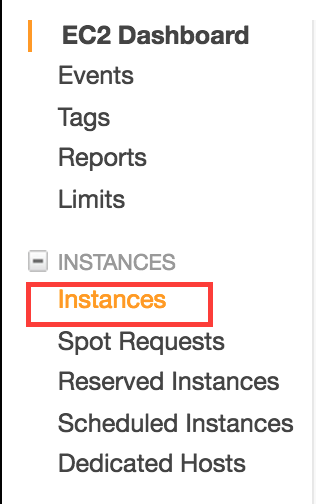 EC2 Dashboard
Events
Tags
Reports
Limits
INSTANCES
Instances
Spot Requests
Reserved Instances
Scheduled Instances
Dedicated Hosts